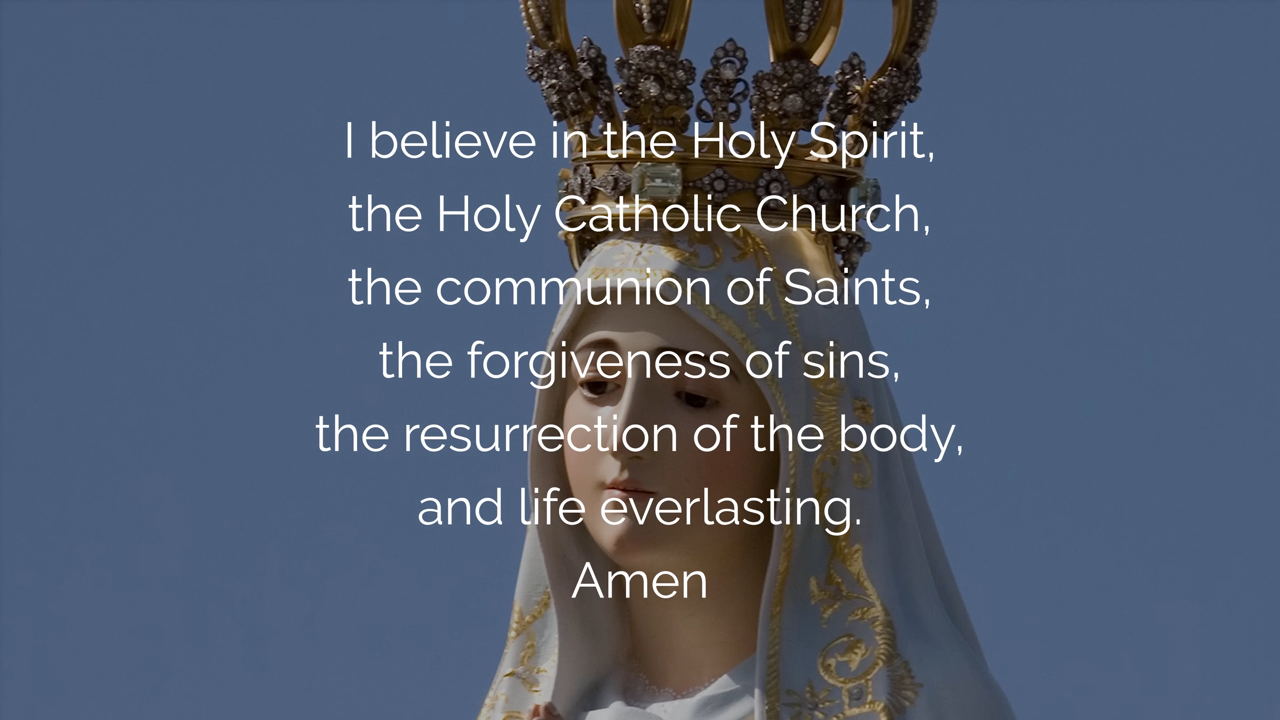 I believe in the Holy Spirit,
the Holy Catholic Church,
the communion of Saints,
the forgiveness of sins,
the resurrection of the body,
and life everlasting.
Amen